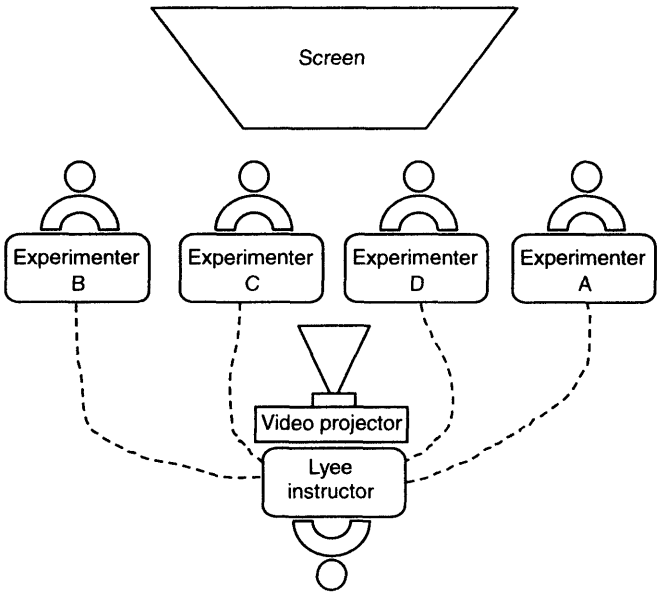 Screen
Experimenter
B
Experimenter
C
Experimenter
D
Experimenter
A
Video projector
Lyee
instructor